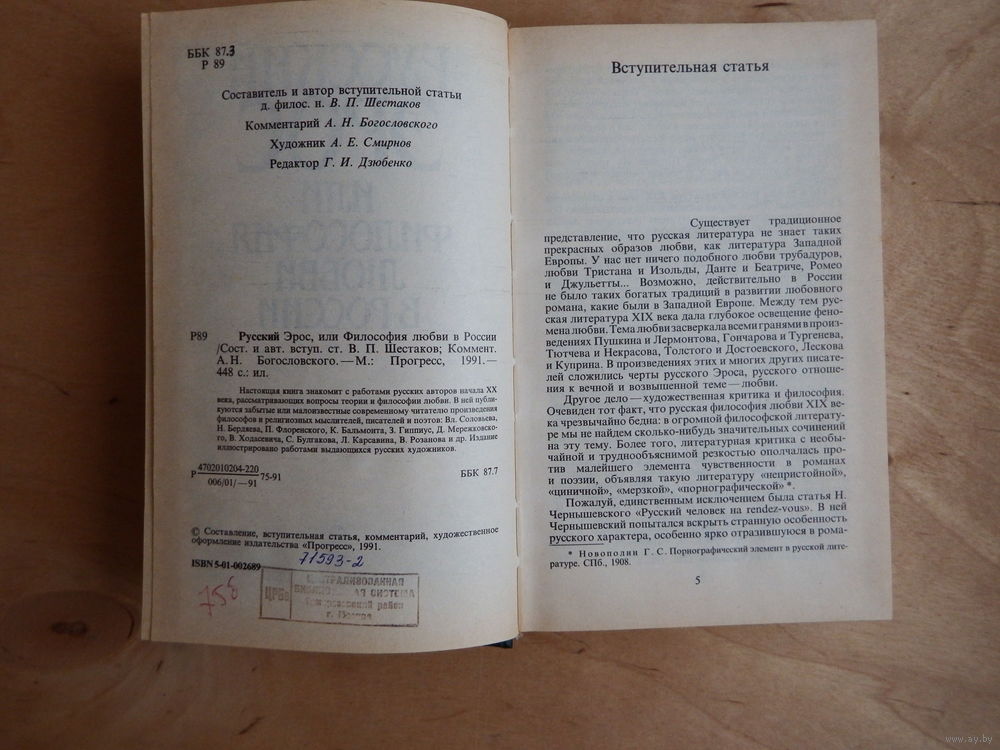 ББК 87.3
Р 89
Составитель и автор вступительной статьи
д. филос. н. В. П. Шестаков
Комментарий А. Н. Богословского
Художник А. Е. Смирнов
Редактор Г. И. Дзюбенко
Русский Эрос, или Философия любви в России
Р89 /Сост. и авт. вступ. ст. В. П. Шестаков; Коммент.
А. Н. Богословского. — М.: Прогресс, 1991. —
448 с.: ил.
Настоящая книга знакомит с работами русских авторов начала XX
века, рассматривающих вопросы теории и философии любви. В ней публи-
куются забытые или малоизвестные современному читателю произведения
философов и религиозных мыслителей, писателей и поэтов: Вл. Соловьева,
Н. Бердяева, П. Флоренского, К. Бальмонта, З. Гиппиус, Д. Мережковско-
го, В. Ходасевича, С. Булгакова, Л. Карсавина, В. Розанова и др. Издание
иллюстрировано работами выдающихся русских художников.
Р 4702010204-220 75-91
006/01/—91
ББК 87.7
© Составление, вступительная статья, комментарий, художественное
оформление издательства «Прогресс», 1991.
71593-2
ISBN 5-01-002689
75
ЦРБ
ЦЕНТРАЛИЗОВАННАЯ
БИБЛИОТЕЧНАЯ СИСТЕМА
район
г.
Вступительная статья
Существует традиционное
представление, что русская литература не знает таких
прекрасных образов любви, как литература Западной
Европы. У нас нет ничего подобного любви трубадуров,
любви Тристана и Изольды, Данте и Беатриче, Ромео
и Джульетты... Возможно, действительно в России
не было таких богатых традиций в развитии любовного
романа, какие были в Западной Европе. Между тем рус-
ская литература XIX века дала глубокое освещение фено-
мена любви. Тема любви засверкала всеми гранями в произ-
ведениях Пушкина и Лермонтова, Гончарова и Тургенева,
Тютчева и Некрасова, Толстого и Достоевского, Лескова
и Куприна. В произведениях этих и многих других писате-
лей сложились черты русского Эроса, русского отноше-
ния к вечной и возвышенной теме — любви.
Другое дело — художественная критика и философия.
Очевиден тот факт, что русская философия любви XIX ве-
ка чрезвычайно бедна: в огромной философской литерату-
ре мы не найдем сколько-нибудь значительных сочинений
на эту тему. Более того, литературная критика с необы-
чайной и труднообъяснимой резкостью ополчалась про-
тив малейшего элемента чувственности в романах
и поэзии, объявляя такую литературу «непристойной»,
«циничной», «мерзкой», «порнографической» *.
Пожалуй, единственным исключением была статья Н.
Чернышевского «Русский человек на rendez-vous». В ней
Чернышевский попытался вскрыть странную особенность
русского характера, особенно ярко отразившуюся в рома-
* Новополин Г. С. Порнографический элемент в русской лите-
ратуре. СПб., 1908.
5
www.ay.by